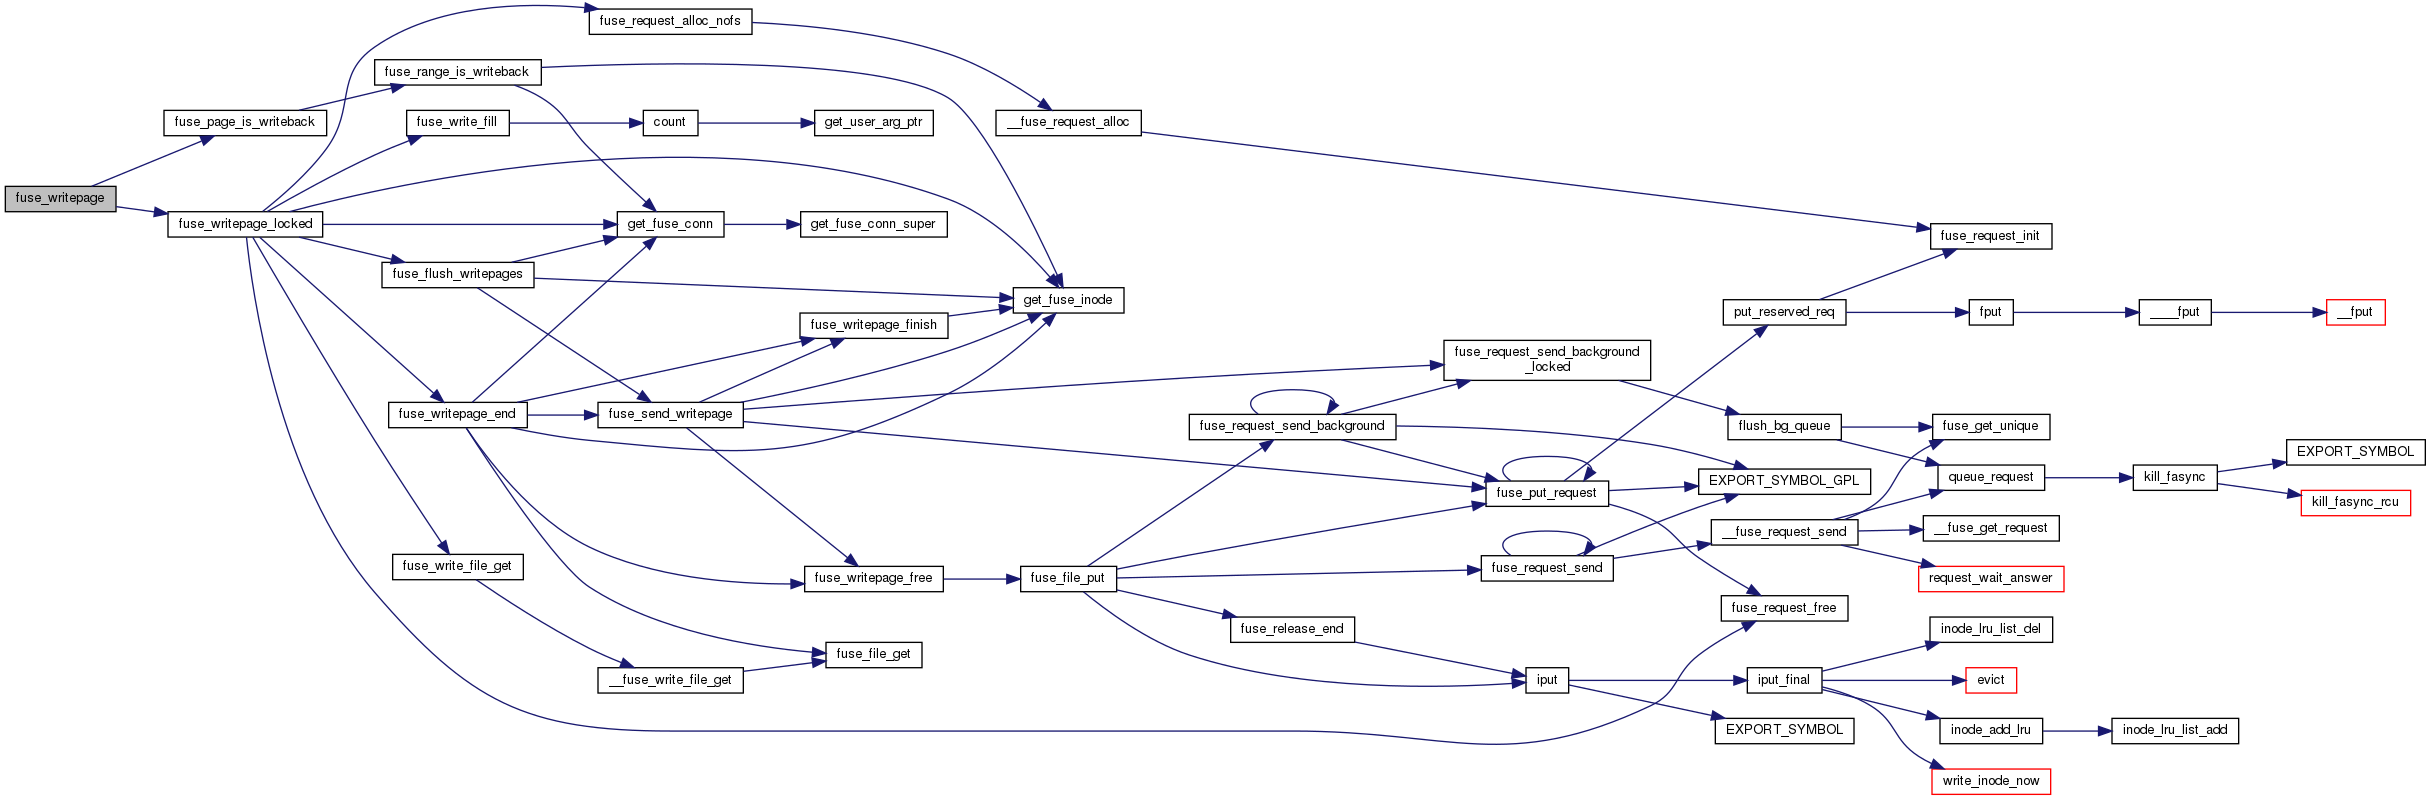 fuse_request_alloc_nofs
fuse_range_is_writeback
fuse_page_is_writeback
fuse_write_fill
count
get_user_arg_ptr
__fuse_request_alloc
fuse_writepage
fuse_writepage_locked
get_fuse_conn
get_fuse_conn_super
fuse_request_init
fuse_flush_writepages
get_fuse_inode
fuse_writepage_finish
put_reserved_req
fput
____fput
__fput
fuse_request_send_background
_locked
fuse_writepage_end
fuse_send_writepage
fuse_request_send_background
flush_bg_queue
fuse_get_unique
EXPORT_SYMBOL
fuse_put_request
EXPORT_SYMBOL_GPL
queue_request
kill_fasync
kill_fasync_rcu
__fuse_request_send
__fuse_get_request
fuse_write_file_get
fuse_writepage_free
fuse_file_put
fuse_request_send
request_wait_answer
fuse_request_free
fuse_release_end
inode_lru_list_del
fuse_file_get
__fuse_write_file_get
iput
iput_final
evict
EXPORT_SYMBOL
inode_add_lru
inode_lru_list_add
write_inode_now